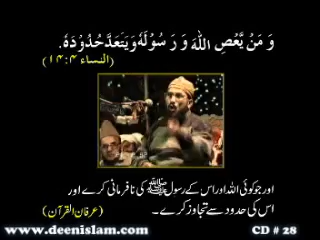 وَ مَنْ يَّعْصِ اللّٰهَ وَ رَسُوْلَهٗ وَيَتَعَدَّ حُدُوْدَهٗ.
(النساء ۴ : ۱۴)
اور جو کوئی اللہ اور اس کے رسول ﷺ کی نافرمانی کرے اور
اس کی حدود سے تجاوز کرے۔ (عرفان القرآن)
www.deenislam.com CD # 28